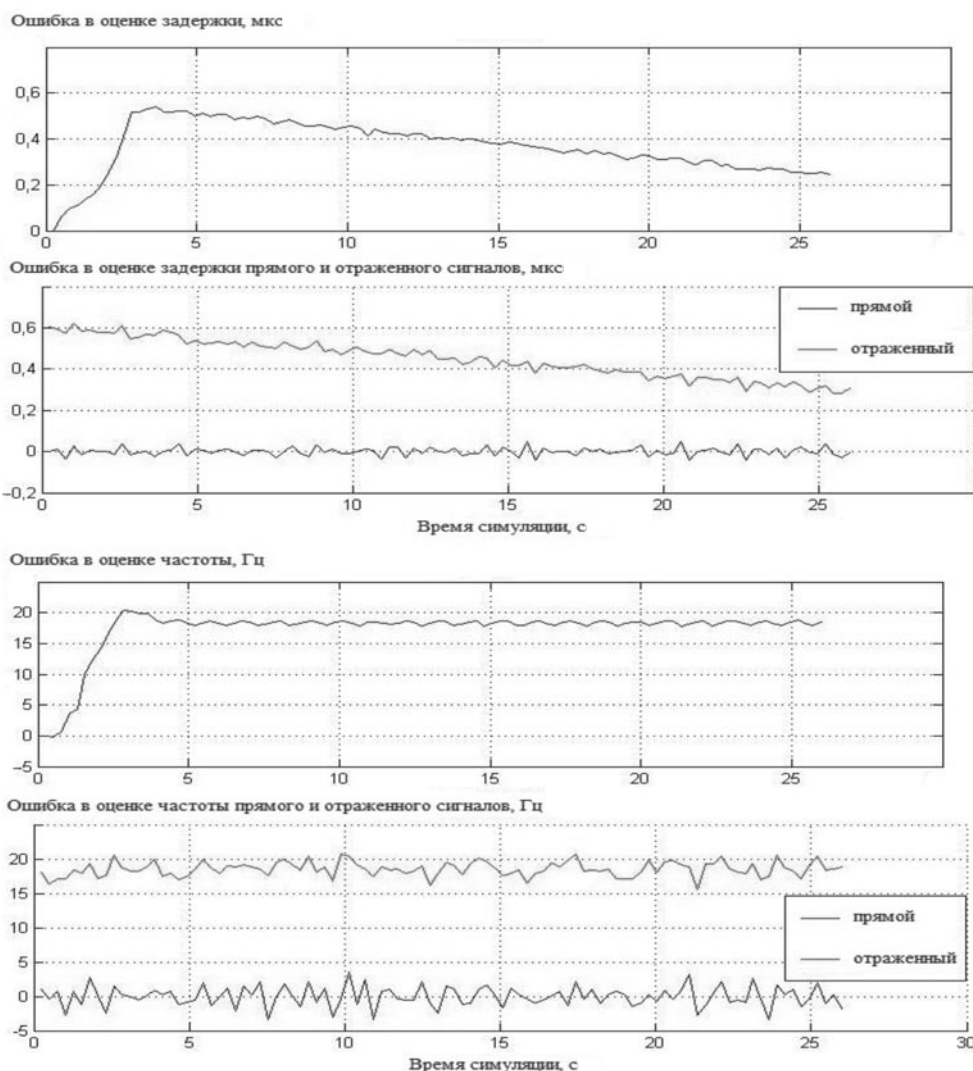 Ошибка в оценке задержки, мкс
0,6
0,4
0,2
0
0 5 10 15 20 25
Ошибка в оценке задержки прямого и отраженного сигналов, мкс
прямой
отраженный
0,6
0,4
0,2
0
–0,2
0 5 10 15 20 25
Время симуляции, с
Ошибка в оценке частоты, Гц
20
15
10
5
0
–5
0 5 10 15 20 25
Ошибка в оценке частоты прямого и отраженного сигналов, Гц
20
15
10
5
0
–5
прямой
отраженный
0 5 10 15 20 25 30
Время симуляции, с